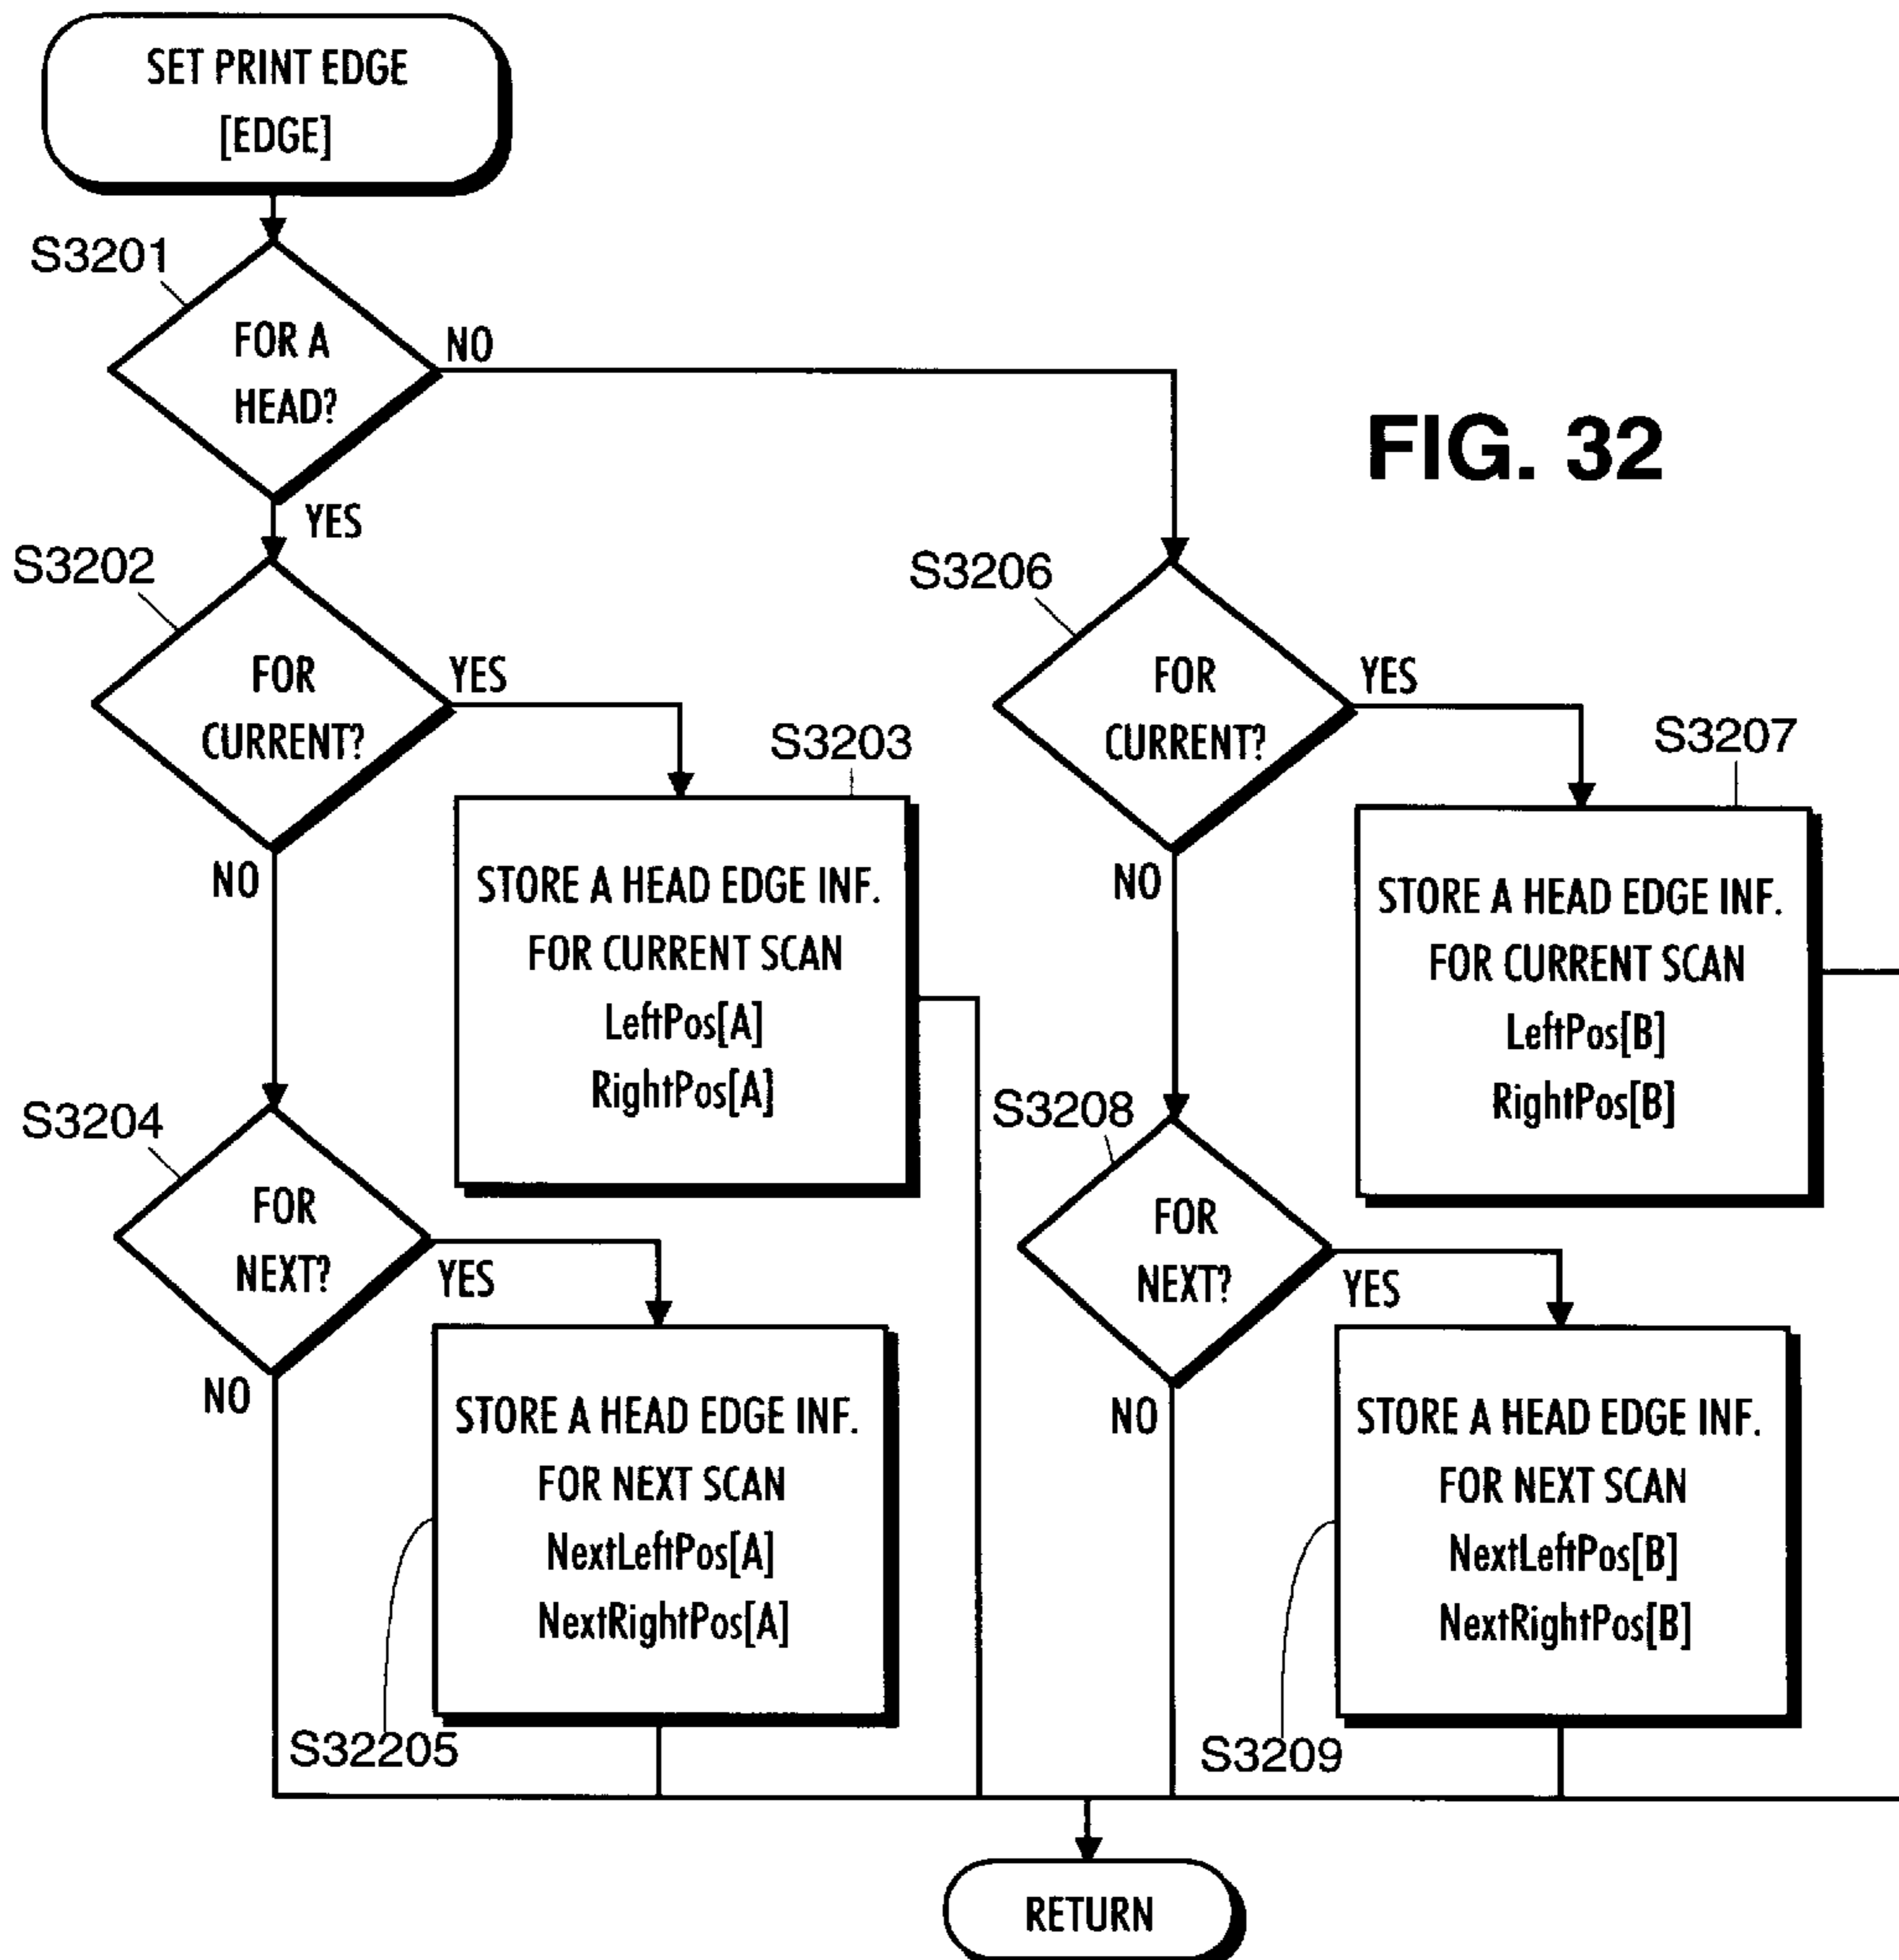 SET PRINT EDGE
[EDGE]
S3201
FOR A
HEAD?
NO
YES
FIG. 32
S3202
FOR
CURRENT?
YES
NO
S3203
STORE A HEAD EDGE INF.
FOR CURRENT SCAN
LeftPos[A]
RightPos[A]
S3204
FOR
NEXT?
YES
NO
STORE A HEAD EDGE INF.
FOR NEXT SCAN
NextLeftPos[A]
NextRightPos[A]
S32205
S3206
FOR
CURRENT?
YES
NO
S3207
STORE A HEAD EDGE INF.
FOR CURRENT SCAN
LeftPos[B]
RightPos[B]
S3208
FOR
NEXT?
YES
NO
STORE A HEAD EDGE INF.
FOR NEXT SCAN
NextLeftPos[B]
NextRightPos[B]
S3209
RETURN